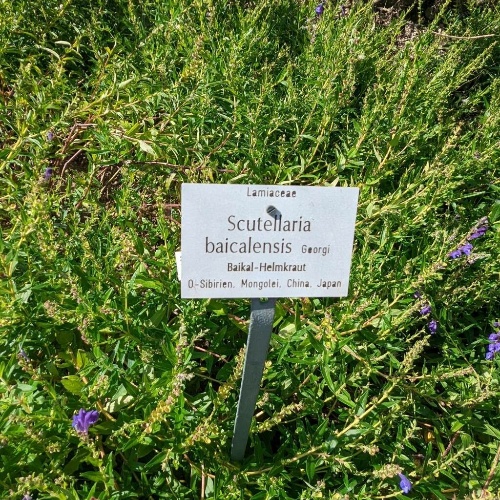 Lamiaceae
Scutellaria
baicalensis Georgi
Baikal-Helmkraut
O.-Sibirien, Mongolei, China, Japan